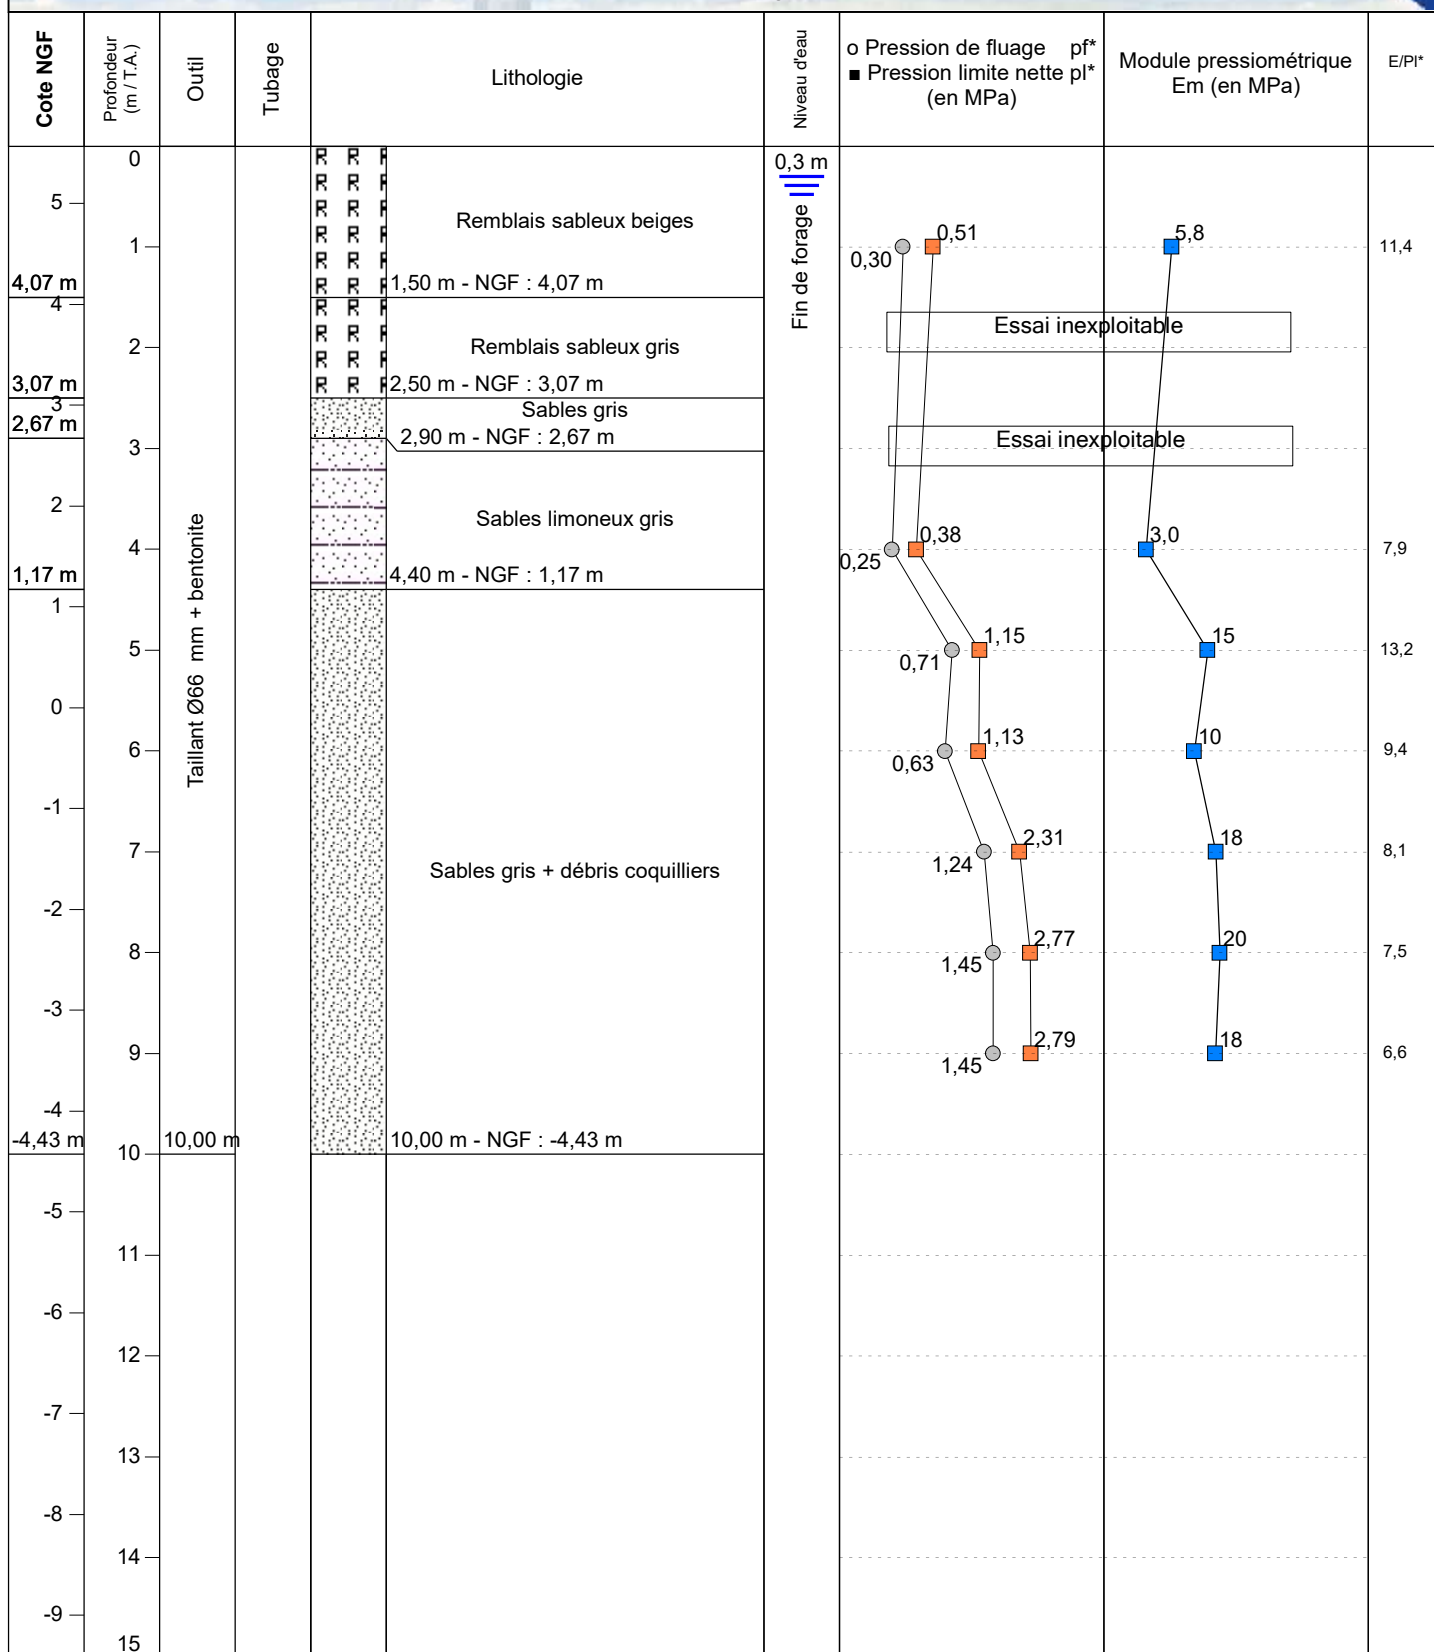 Cote NGF
Profondeur
(m / T.A.)
Outil
Tubage
Lithologie
Niveau d'eau
o Pression de fluage pf*
■ Pression limite nette pl*
(en MPa)
Module pressiométrique
Em (en MPa)
E/Pl*
0
0,3 m
5
Remblais sableux beiges
Fin de forage
1
0,30
0,51
5,8
11,4
4,07 m
1,50 m - NGF : 4,07 m
4
Essai inexploitable
2
Remblais sableux gris
3,07 m
2,50 m - NGF : 3,07 m
3
Sables gris
2,67 m
2,90 m - NGF : 2,67 m
Essai inexploitable
3
2
Sables limoneux gris
4
0,25
0,38
3,0
7,9
1,17 m
4,40 m - NGF : 1,17 m
1
Taillant Ø66 mm + bentonite
5
0,71
1,15
15
13,2
0
6
0,63
1,13
10
9,4
-1
7
1,24
2,31
18
8,1
Sables gris + débris coquilliers
-2
8
1,45
2,77
20
7,5
-3
9
1,45
2,79
18
6,6
-4
-4,43 m
10
10,00 m
10,00 m - NGF : -4,43 m
-5
11
-6
12
-7
13
-8
14
-9
15
R R R
R R R
R R R
R R R
R R R
R R R
R R R
R R R
R R R
R R R